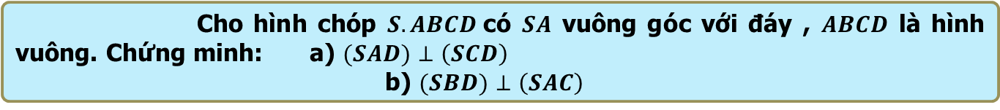 Cho hình chóp S.ABCD có SA vuông góc với đáy , ABCD là hình
vuông. Chứng minh: a) (SAD) ⊥ (SCD)
b) (SBD) ⊥ (SAC)